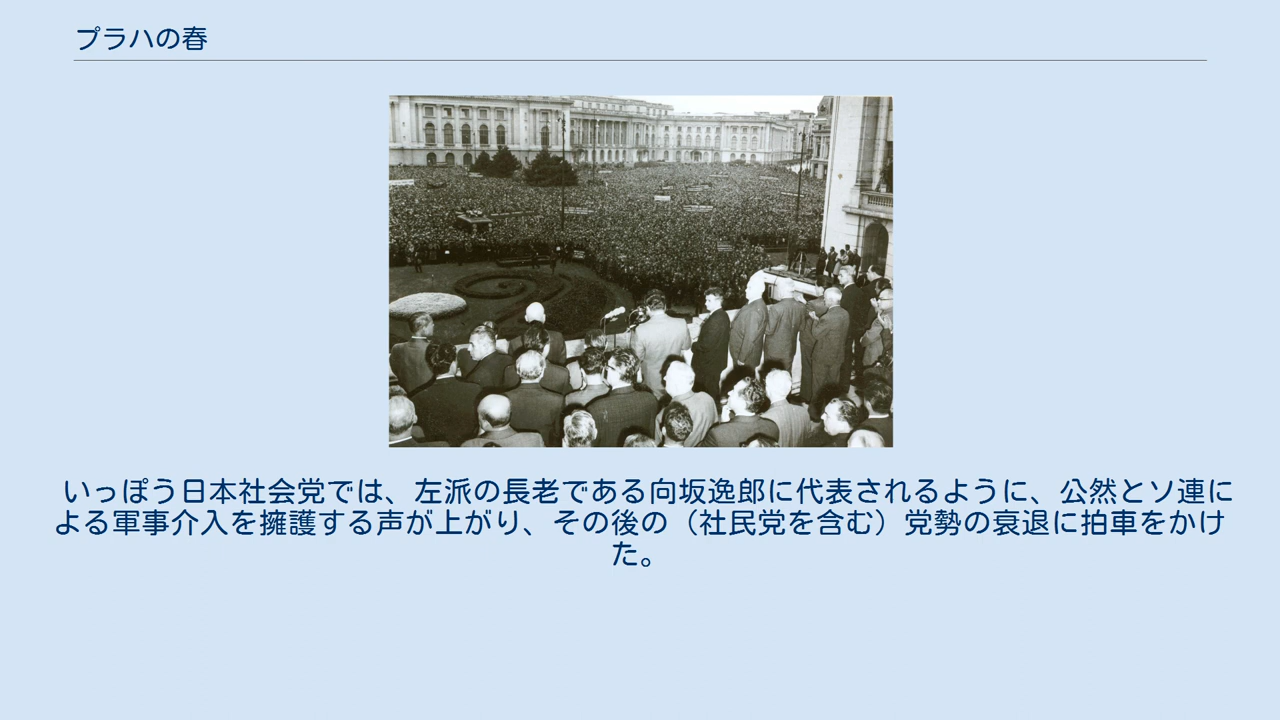 プラハの春
いっぽう日本社会党では、左派の長老である向坂逸郎に代表されるように、公然とソ連に
よる軍事介入を擁護する声が上がり、その後の（社民党を含む）党勢の衰退に拍車をかけ
た。